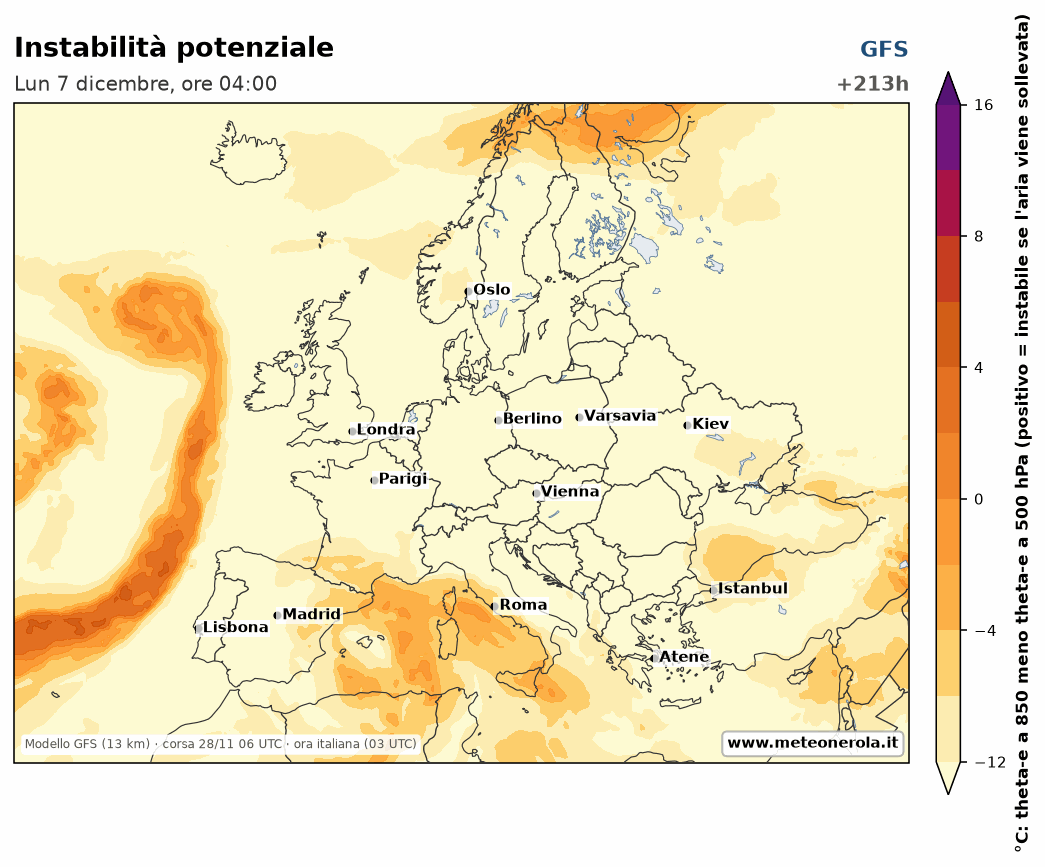 Instabilità potenziale
GFS
Lun 7 dicembre, ore 04:00
+213h
Oslo
Berlino
Varsavia
Londra
Kiev
Parigi
Vienna
Istanbul
Roma
Madrid
Lisbona
Atene
Modello GFS (13 km) · corsa 28/11 06 UTC · ora italiana (03 UTC)
www.meteonerola.it
16
8
4
0
−4
−12
°C: theta-e a 850 meno theta-e a 500 hPa (positivo = instabile se l'aria viene sollevata)